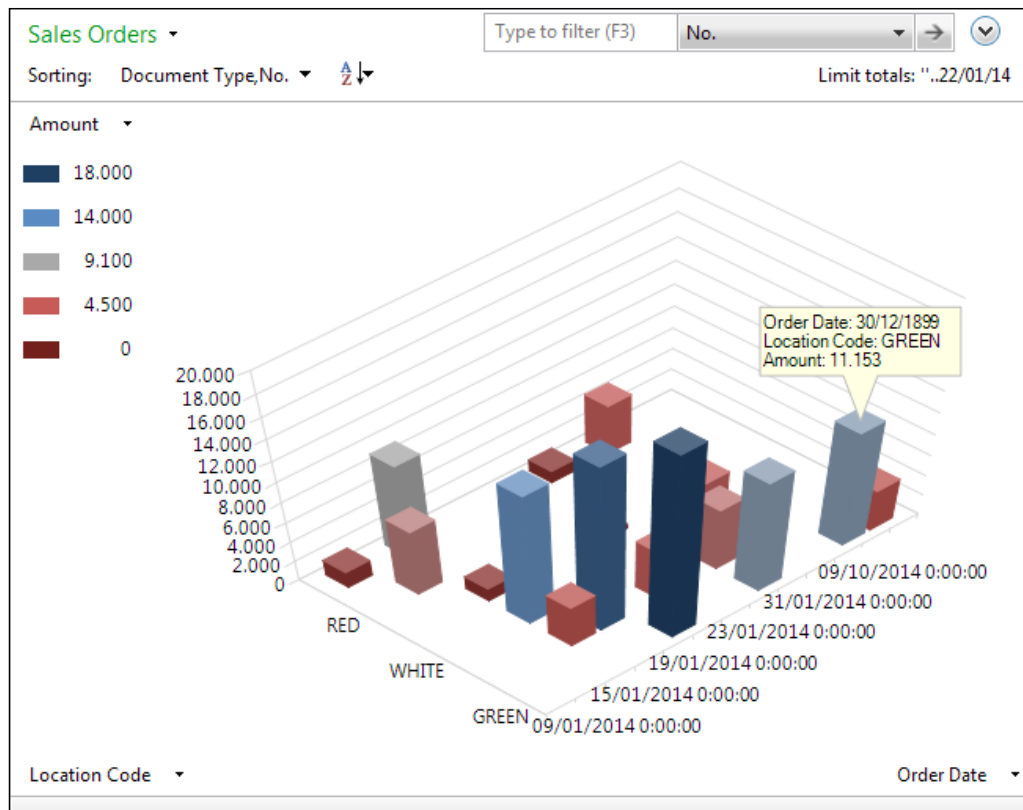 Sales Orders
Type to filter (F3)
No.
Sorting: Document Type,No.
A
Z
Limit totals: ''..22/01/14
Amount
18.000
14.000
9.100
4.500
0
Order Date: 30/12/1899
Location Code: GREEN
Amount: 11.153
20.000
18.000
16.000
14.000
12.000
10.000
8.000
6.000
4.000
2.000
0
RED
WHITE
GREEN
09/10/2014 0:00:00
31/01/2014 0:00:00
23/01/2014 0:00:00
19/01/2014 0:00:00
15/01/2014 0:00:00
09/01/2014 0:00:00
Location Code
Order Date